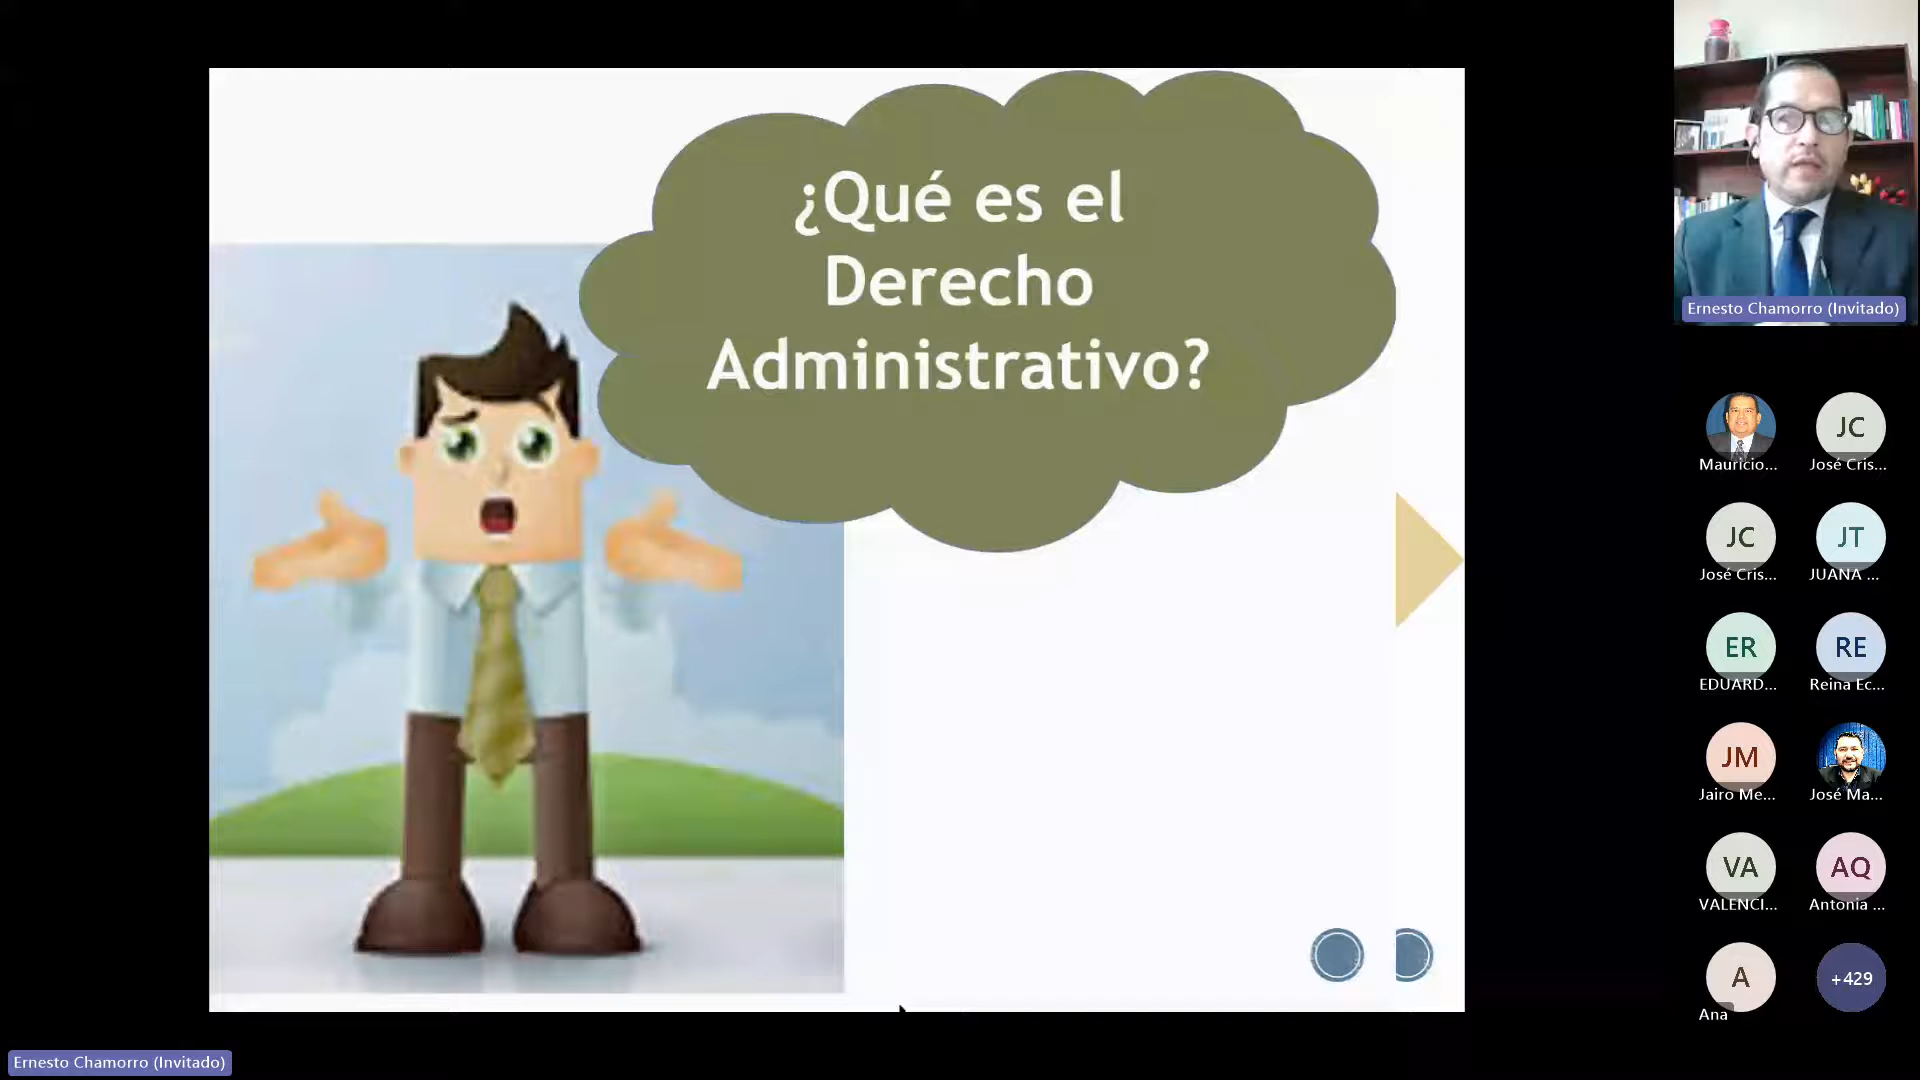 ¿Qué es el
Derecho
Administrativo?
Ernesto Chamorro (Invitado)
Mauricio...
JC
José Cris...
JC
José Cris...
JT
JUANA ...
ER
EDUARD...
RE
Reina Ec...
JM
Jairo Me...
José Ma...
VA
VALENCI...
AQ
Antonia ...
A
Ana
+429
Ernesto Chamorro (Invitado)